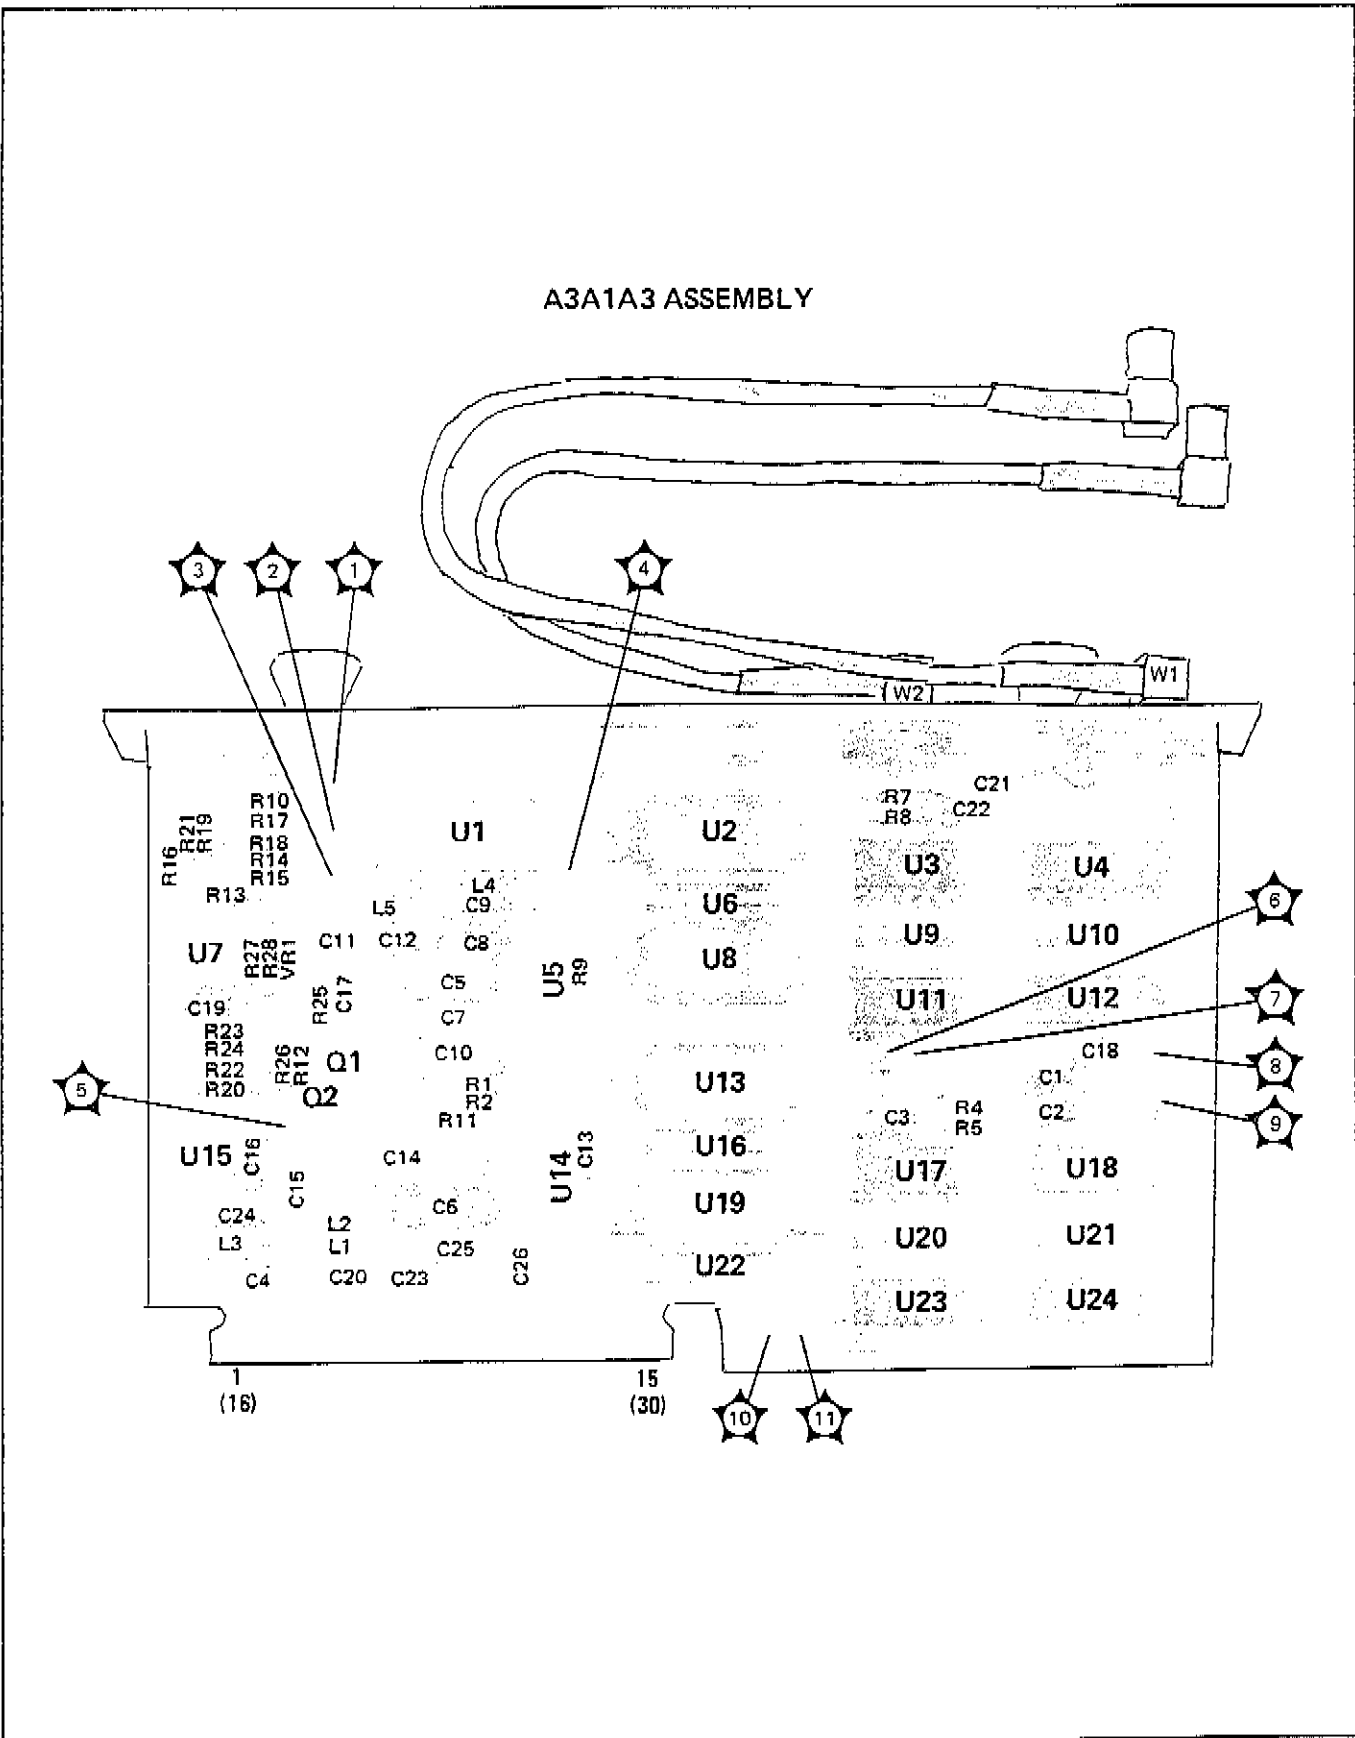 A3A1A3 ASSEMBLY
3 2 1 4
W1
W2
C21
R10 R7 C22
R17 R8
R21 R19 U1 U2
R18
R14 U3 U4
R16 R15
R13 L4
L5 C9 U6 6
C11 C12 C8 U9 U10
U7 R27 R28 VR1 U8
U5 R9
C5
C19 R25 C17 U11 U12 7
C7
R23
R24 C10 C18
R26 R12 Q1 8
R22 R1 U13 C1
5 R20 Q2 R2 R4
R11 C3 C2 9
R5
U15 C16 C14 U14 C13 U16 U17 U18
C15
C24 C6 U19
L2
L3 L1 C25 U20 U21
C4 C20 C23 C26 U22
U23 U24
1 15
(16) (30)
10 11